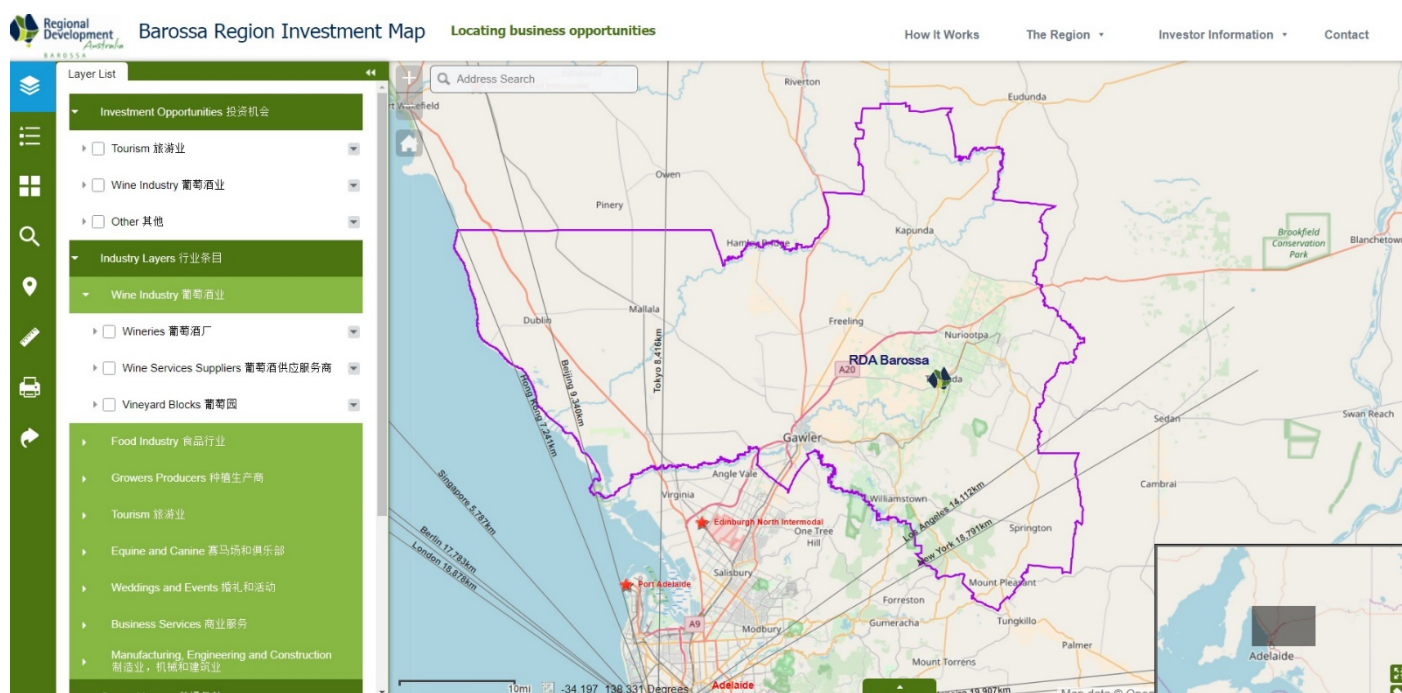 Regional
Development
Australia
BAROSSA
Barossa Region Investment Map
Locating business opportunities
How It Works
The Region
Investor Information
Contact
Layer List
Investment Opportunities 投资机会
Tourism 旅游业
Wine Industry 葡萄酒业
Other 其他
Industry Layers 行业条目
Wine Industry 葡萄酒业
Wineries 葡萄酒厂
Wine Services Suppliers 葡萄酒供应服务商
Vineyard Blocks 葡萄园
Food Industry 食品行业
Growers Producers 种植生产商
Tourism 旅游业
Equine and Canine 赛马场和俱乐部
Weddings and Events 婚礼和活动
Business Services 商业服务
Manufacturing, Engineering and Construction
制造业，机械和建筑业
Address Search
Riverton
Eudunda
Owen
Pinery
Kapunda
Brookfield
Conservation
Park
Blanchetown
Mallala
Dublin
Freeling
Nuriootpa
RDA Barossa
A20
Tokyo 8,416km
Beijing 9,340km
Hong Kong 7,241km
Singapore 5,787km
Berlin 17,783km
London 18,878km
Los Angeles 14,112km
New York 18,791km
Sedan
Swan Reach
Gawler
Angle Vale
Virginia
Cambrai
Williamstown
Edinburgh North Intermodal
One Tree
Hill
Springton
Salisbury
Port Adelaide
Mount Pleasant
Forreston
A9
Modbury
Gumeracha
Tungkillo
Palmer
Mount Torrens
Adelaide
Adelaide
10mi
-34.197 138.331 Degrees
19,907km
Map data ©